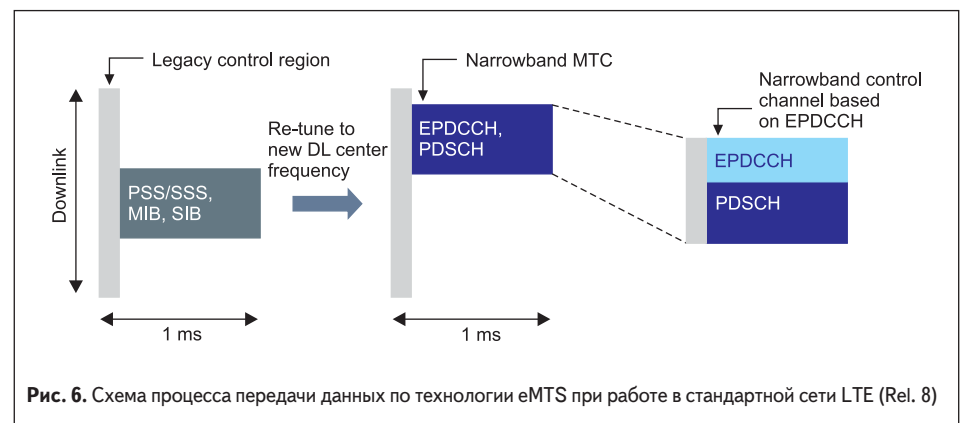 Legacy control region
Narrowband MTC
Narrowband control
channel based
on EPDCCH
Re-tune to
new DL center
frequency
Downlink
PSS/SSS,
MIB, SIB
EPDCCH,
PDSCH
EPDCCH
PDSCH
1 ms
1 ms
Рис. 6. Схема процесса передачи данных по технологии eMTS при работе в стандартной сети LTE (Rel. 8)